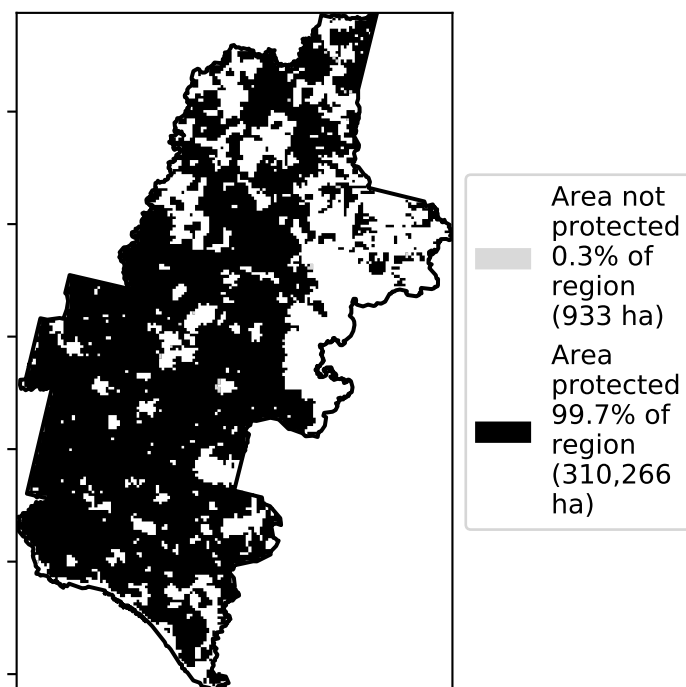 Area not
protected
0.3% of
region
(933 ha)
Area
protected
99.7% of
region
(310,266
ha)